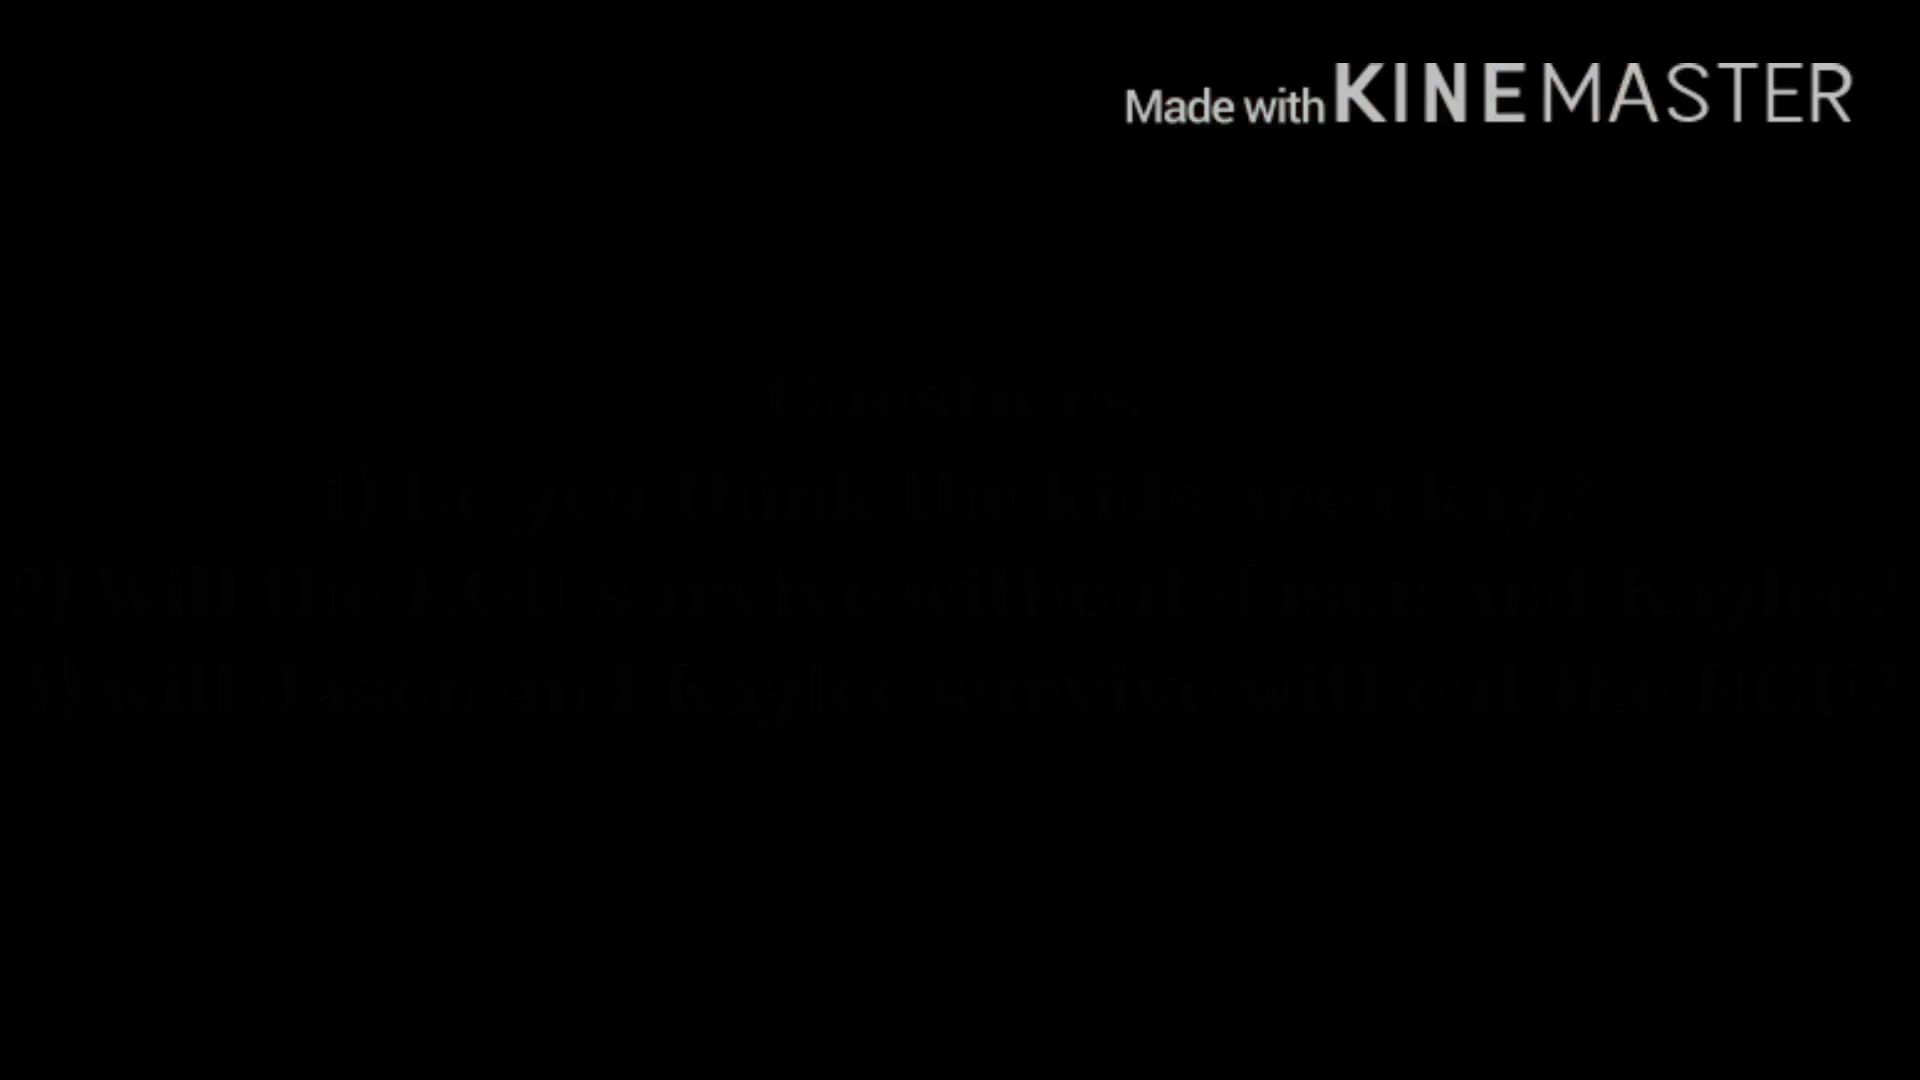 Made with KINEMASTER
Questions
1) Do you think the kids are okay?
2) Will the HGU survive without Jason and Kaylee?
3) will Jason and Kaylee survive without the HGU?